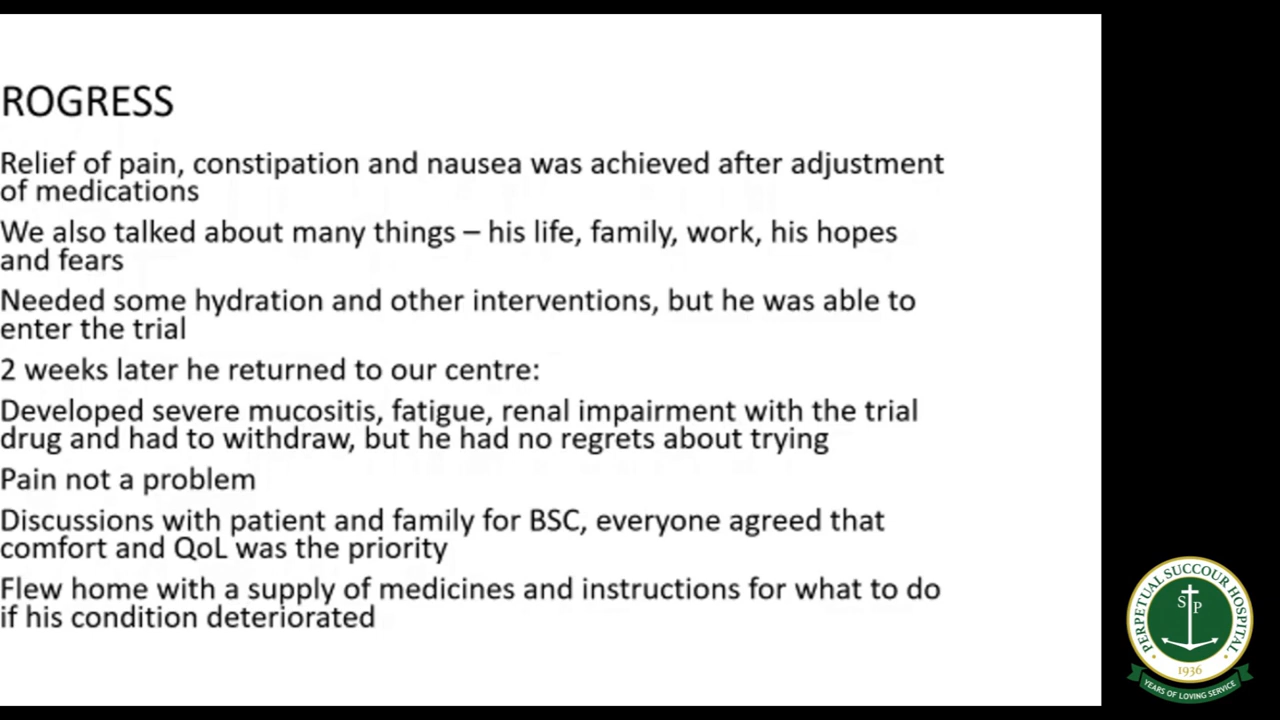 ROGRESS
Relief of pain, constipation and nausea was achieved after adjustment
of medications
We also talked about many things – his life, family, work, his hopes
and fears
Needed some hydration and other interventions, but he was able to
enter the trial
2 weeks later he returned to our centre:
Developed severe mucositis, fatigue, renal impairment with the trial
drug and had to withdraw, but he had no regrets about trying
Pain not a problem
Discussions with patient and family for BSC, everyone agreed that
comfort and QoL was the priority
Flew home with a supply of medicines and instructions for what to do
if his condition deteriorated
PERPETUAL SUCCOUR HOSPITAL
S P
1936
YEARS OF LOVING SERVICE